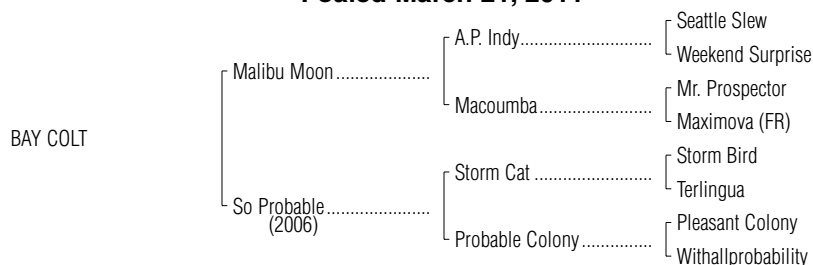 Foaled March 21, 2011
Seattle Slew
A.P. Indy
Weekend Surprise
Malibu Moon
Mr. Prospector
Macoumba
Maximova (FR)
BAY COLT
Storm Bird
Storm Cat
Terlingua
So Probable
(2006)
Pleasant Colony
Probable Colony
Withallprobability